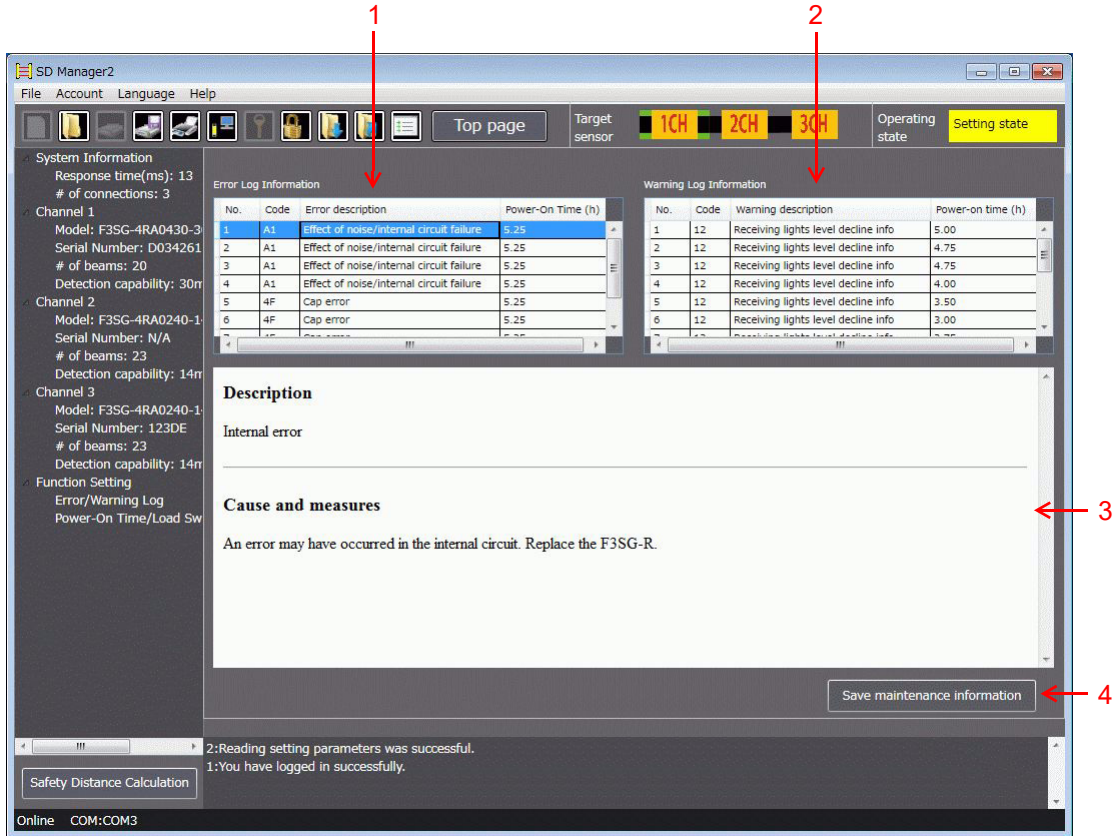 1
2
SD Manager2
File Account Language Help
Top page
Target sensor
1CH 2CH 3CH
Operating state
Setting state
System Information
Response time(ms): 13
# of connections: 3
Channel 1
Model: F3SG-4RA0430-3
Serial Number: D034261
# of beams: 20
Detection capability: 30m
Channel 2
Model: F3SG-4RA0240-1
Serial Number: N/A
# of beams: 23
Detection capability: 14m
Channel 3
Model: F3SG-4RA0240-1
Serial Number: 123DE
# of beams: 23
Detection capability: 14m
Function Setting
Error/Warning Log
Power-On Time/Load Sw
Error Log Information
No. Code Error description Power-On Time (h)
1 A1 Effect of noise/internal circuit failure 5.25
2 A1 Effect of noise/internal circuit failure 5.25
3 A1 Effect of noise/internal circuit failure 5.25
4 A1 Effect of noise/internal circuit failure 5.25
5 4F Cap error 5.25
6 4F Cap error 5.25
Warning Log Information
No. Code Warning description Power-on time (h)
1 12 Receiving lights level decline info 5.00
2 12 Receiving lights level decline info 4.75
3 12 Receiving lights level decline info 4.75
4 12 Receiving lights level decline info 4.00
5 12 Receiving lights level decline info 3.50
6 12 Receiving lights level decline info 3.00
Description
Internal error
Cause and measures
An error may have occurred in the internal circuit. Replace the F3SG-R.
3
Save maintenance information
4
2:Reading setting parameters was successful.
1:You have logged in successfully.
Safety Distance Calculation
Online COM:COM3